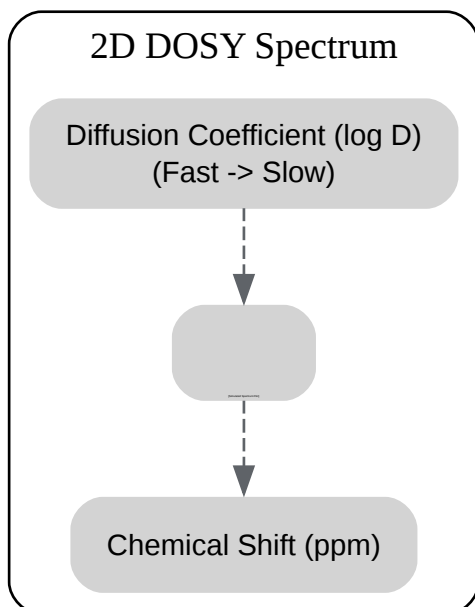 2D DOSY Spectrum
Diffusion Coefficient (log D)
(Fast -> Slow)
Chemical Shift (ppm)